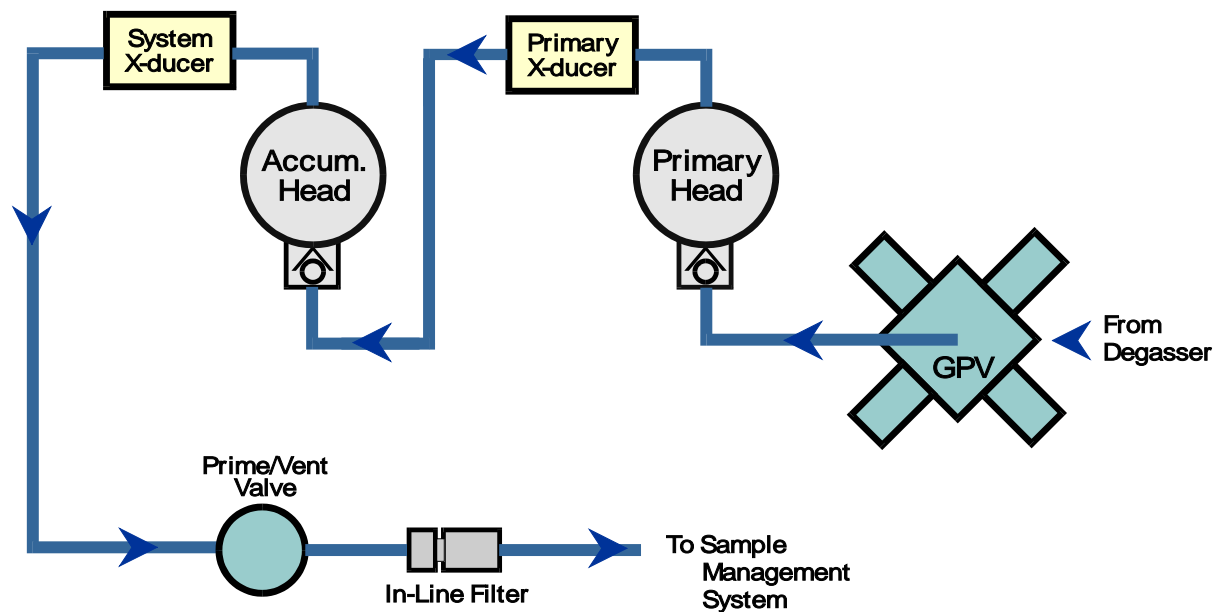 System
X-ducer
Primary
X-ducer
Accum.
Head
Primary
Head
From
Degasser
GPV
Prime/Vent
Valve
In-Line Filter
To Sample
Management
System